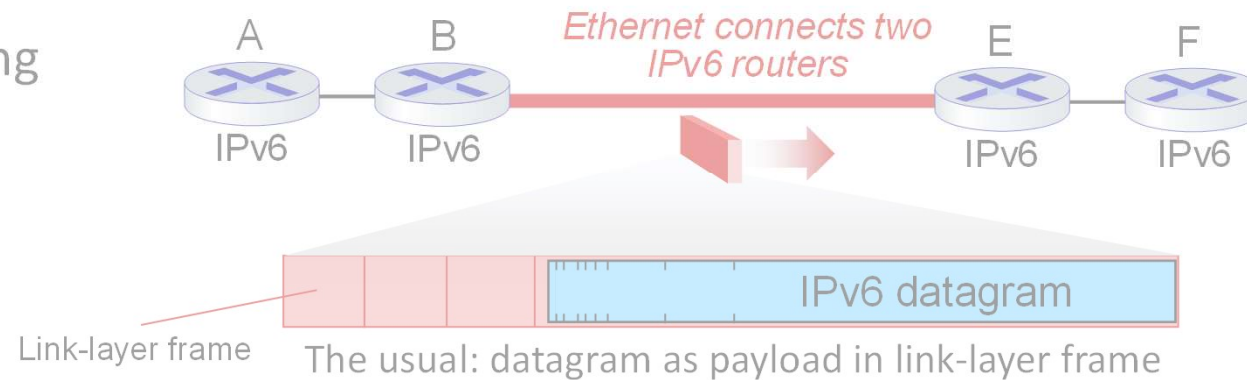 ng
A
B
Ethernet connects two
IPv6 routers
E
F
IPv6
IPv6
IPv6
IPv6
IPv6 datagram
Link-layer frame
The usual: datagram as payload in link-layer frame